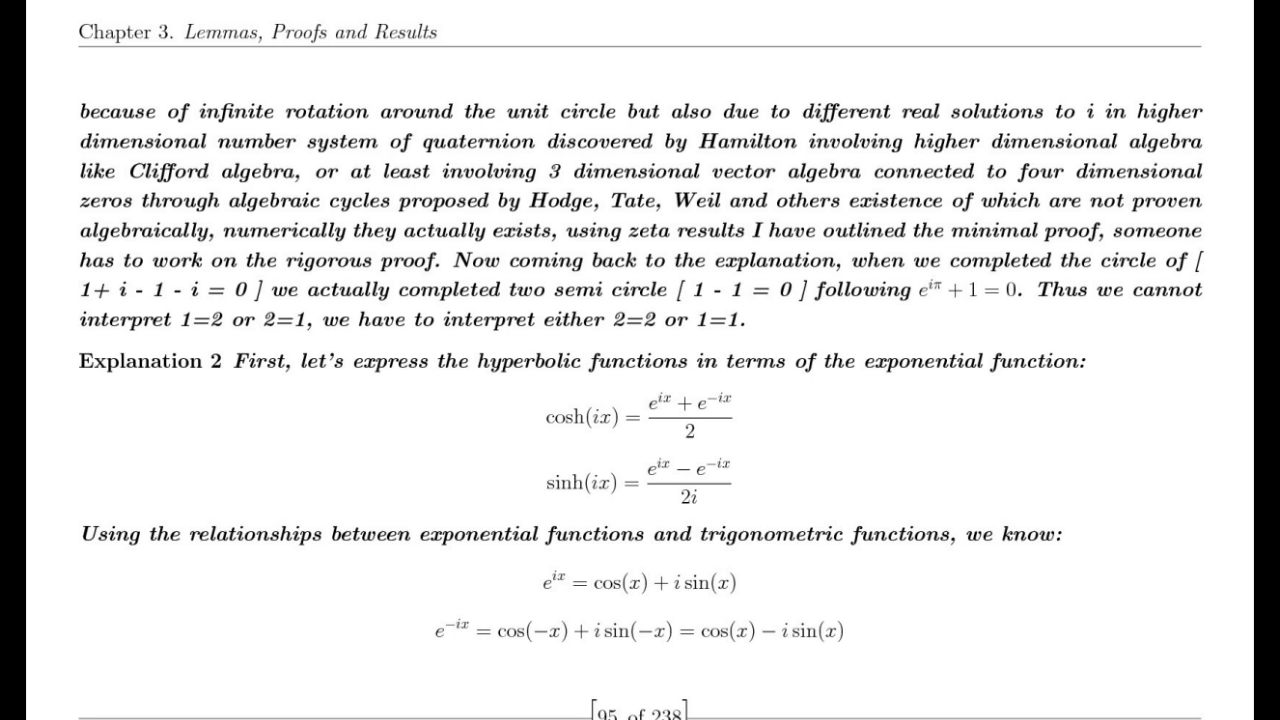 Chapter 3. Lemmas, Proofs and Results
because of infinite rotation around the unit circle but also due to different real solutions to i in higher
dimensional number system of quaternion discovered by Hamilton involving higher dimensional algebra
like Clifford algebra, or at least involving 3 dimensional vector algebra connected to four dimensional
zeros through algebraic cycles proposed by Hodge, Tate, Weil and others existence of which are not proven
algebraically, numerically they actually exists, using zeta results I have outlined the minimal proof, someone
has to work on the rigorous proof. Now coming back to the explanation, when we completed the circle of [
1+ i - 1 - i = 0 ] we actually completed two semi circle [ 1 - 1 = 0 ] following e^{iπ} + 1 = 0. Thus we cannot
interpret 1=2 or 2=1, we have to interpret either 2=2 or 1=1.
Explanation 2 First, let's express the hyperbolic functions in terms of the exponential function:
cosh(ix) = \frac{e^{ix} + e^{-ix}}{2}
sinh(ix) = \frac{e^{ix} − e^{-ix}}{2i}
Using the relationships between exponential functions and trigonometric functions, we know:
e^{ix} = cos(x) + i sin(x)
e^{-ix} = cos(−x) + i sin(−x) = cos(x) − i sin(x)
[95 of 238]